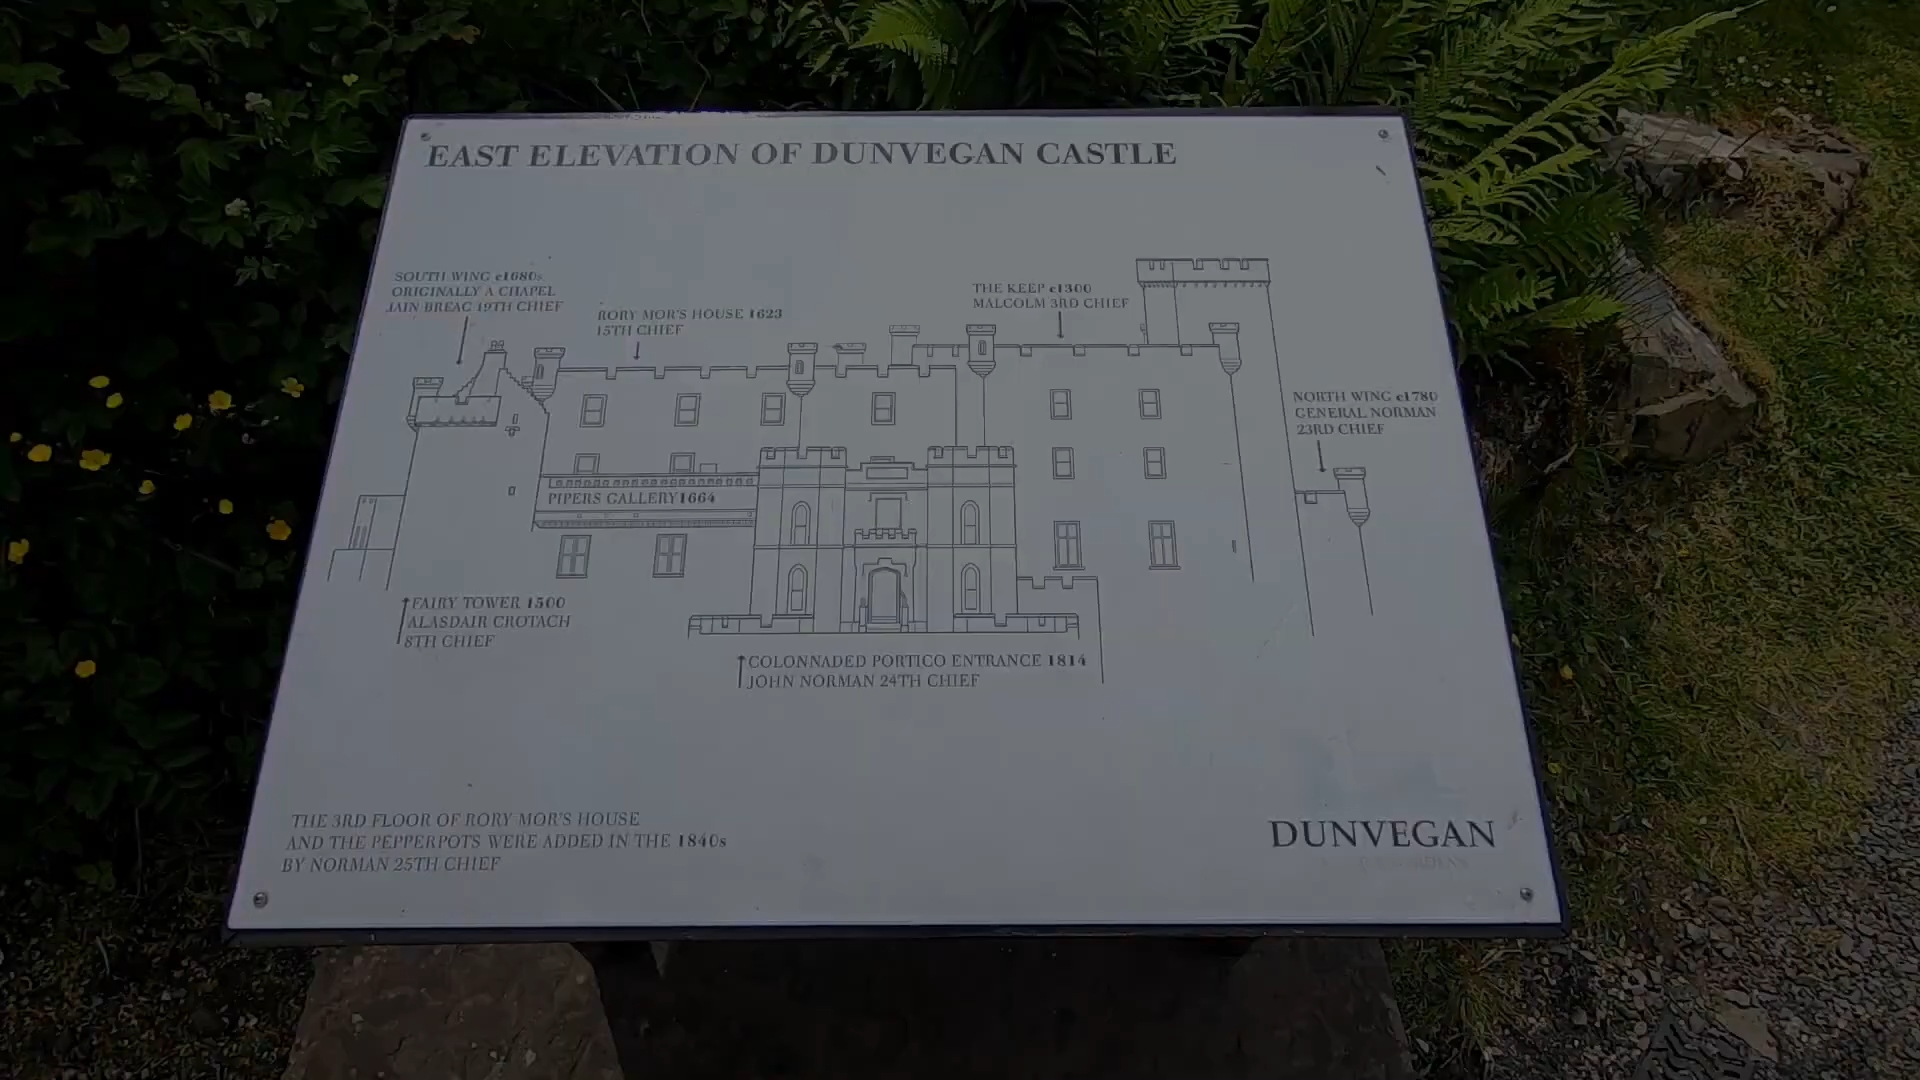 EAST ELEVATION OF DUNVEGAN CASTLE
SOUTH WING c1680s
ORIGINALLY A CHAPEL
IAIN BREAC 19TH CHIEF
RORY MOR'S HOUSE 1623
15TH CHIEF
THE KEEP c1300
MALCOLM 3RD CHIEF
NORTH WING c1780
GENERAL NORMAN
23RD CHIEF
PIPERS GALLERY 1664
FAIRY TOWER 1500
ALASDAIR CROTACH
8TH CHIEF
COLONNADED PORTICO ENTRANCE 1814
JOHN NORMAN 24TH CHIEF
THE 3RD FLOOR OF RORY MOR'S HOUSE
AND THE PEPPERPOTS WERE ADDED IN THE 1840s
BY NORMAN 25TH CHIEF
DUNVEGAN